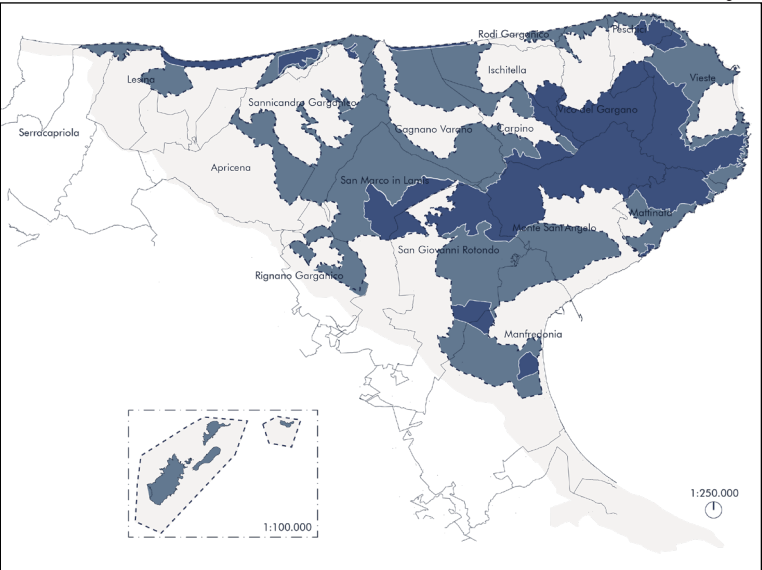 Rodi Garganico
Peschici
Ischitella
Vieste
Lesina
Sannicandro Garganico
Vico del Gargano
Serracapriola
Cagnano Varano
Carpino
Apricena
San Marco in Lamis
Mattinata
Monte Sant'Angelo
San Giovanni Rotondo
Rignano Garganico
Manfredonia
1:250.000
1:100.000